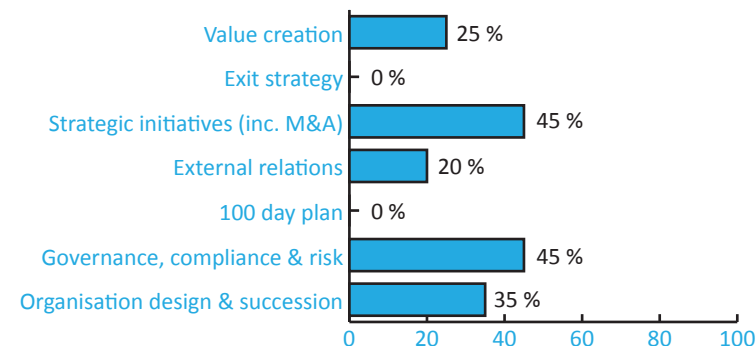 Value creation 25 %
Exit strategy 0 %
Strategic initiatives (inc. M&A) 45 %
External relations 20 %
100 day plan 0 %
Governance, compliance & risk 45 %
Organisation design & succession 35 %
0 20 40 60 80 100